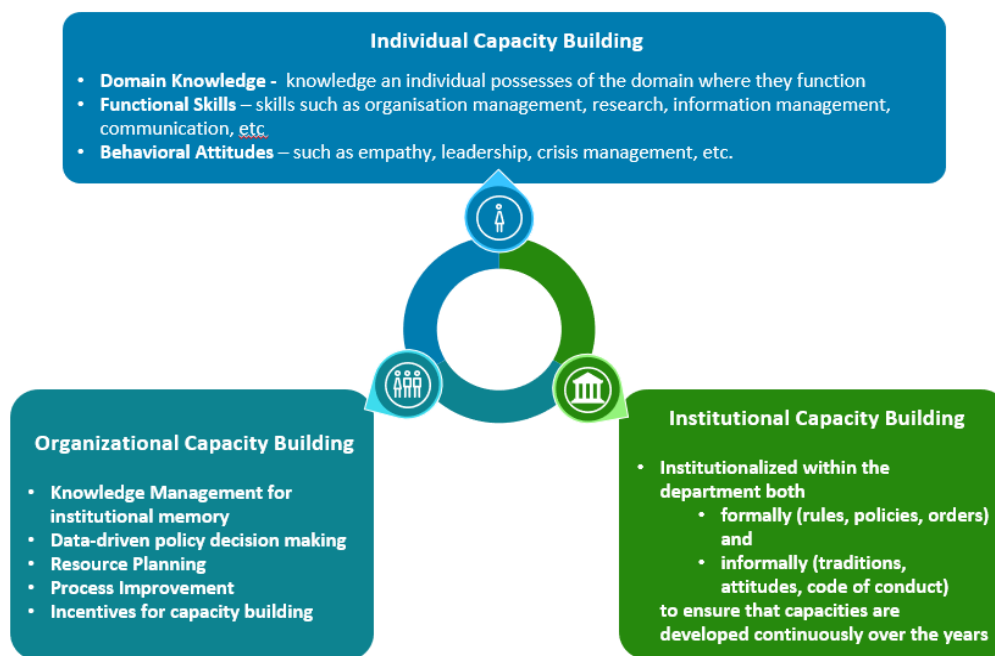 Individual Capacity Building
• Domain Knowledge -  knowledge an individual possesses of the domain where they function
• Functional Skills – skills such as organisation management, research, information management,
communication, etc
• Behavioral Attitudes – such as empathy, leadership, crisis management, etc.
Organizational Capacity Building
• Knowledge Management for
institutional memory
• Data-driven policy decision making
• Resource Planning
• Process Improvement
• Incentives for capacity building
Institutional Capacity Building
• Institutionalized within the
department both
• formally (rules, policies, orders)
and
• informally (traditions,
attitudes, code of conduct)
to ensure that capacities are
developed continuously over the years